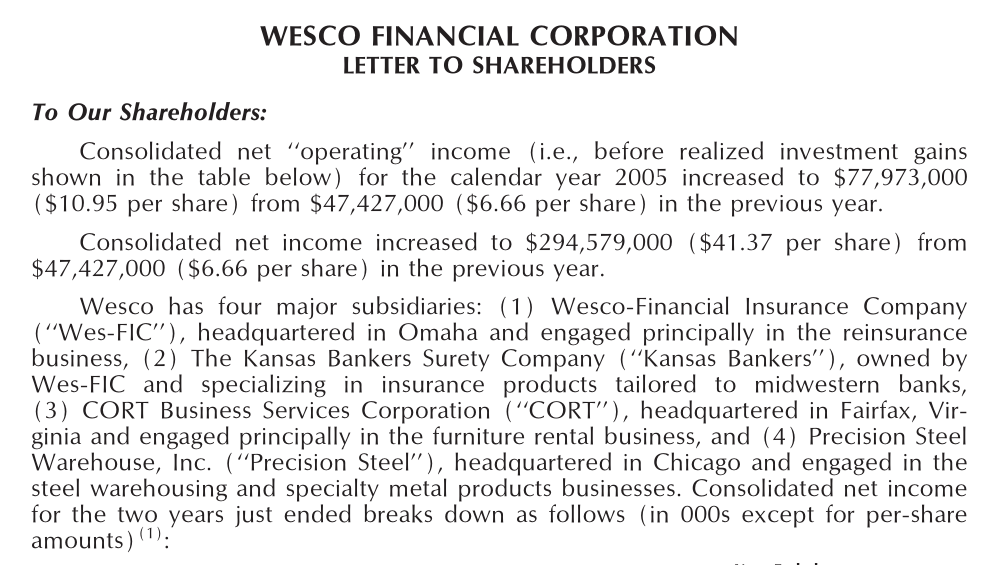 WESCO FINANCIAL CORPORATION
LETTER TO SHAREHOLDERS
To Our Shareholders:
Consolidated net ‘‘operating’’ income (i.e., before realized investment gains
shown in the table below) for the calendar year 2005 increased to $77,973,000
($10.95 per share) from $47,427,000 ($6.66 per share) in the previous year.
Consolidated net income increased to $294,579,000 ($41.37 per share) from
$47,427,000 ($6.66 per share) in the previous year.
Wesco has four major subsidiaries: (1) Wesco-Financial Insurance Company
(‘‘Wes-FIC’’), headquartered in Omaha and engaged principally in the reinsurance
business, (2) The Kansas Bankers Surety Company (‘‘Kansas Bankers’’), owned by
Wes-FIC and specializing in insurance products tailored to midwestern banks,
(3) CORT Business Services Corporation (‘‘CORT’’), headquartered in Fairfax, Vir-
ginia and engaged principally in the furniture rental business, and (4) Precision Steel
Warehouse, Inc. (‘‘Precision Steel’’), headquartered in Chicago and engaged in the
steel warehousing and specialty metal products businesses. Consolidated net income
for the two years just ended breaks down as follows (in 000s except for per-share
amounts)(1):